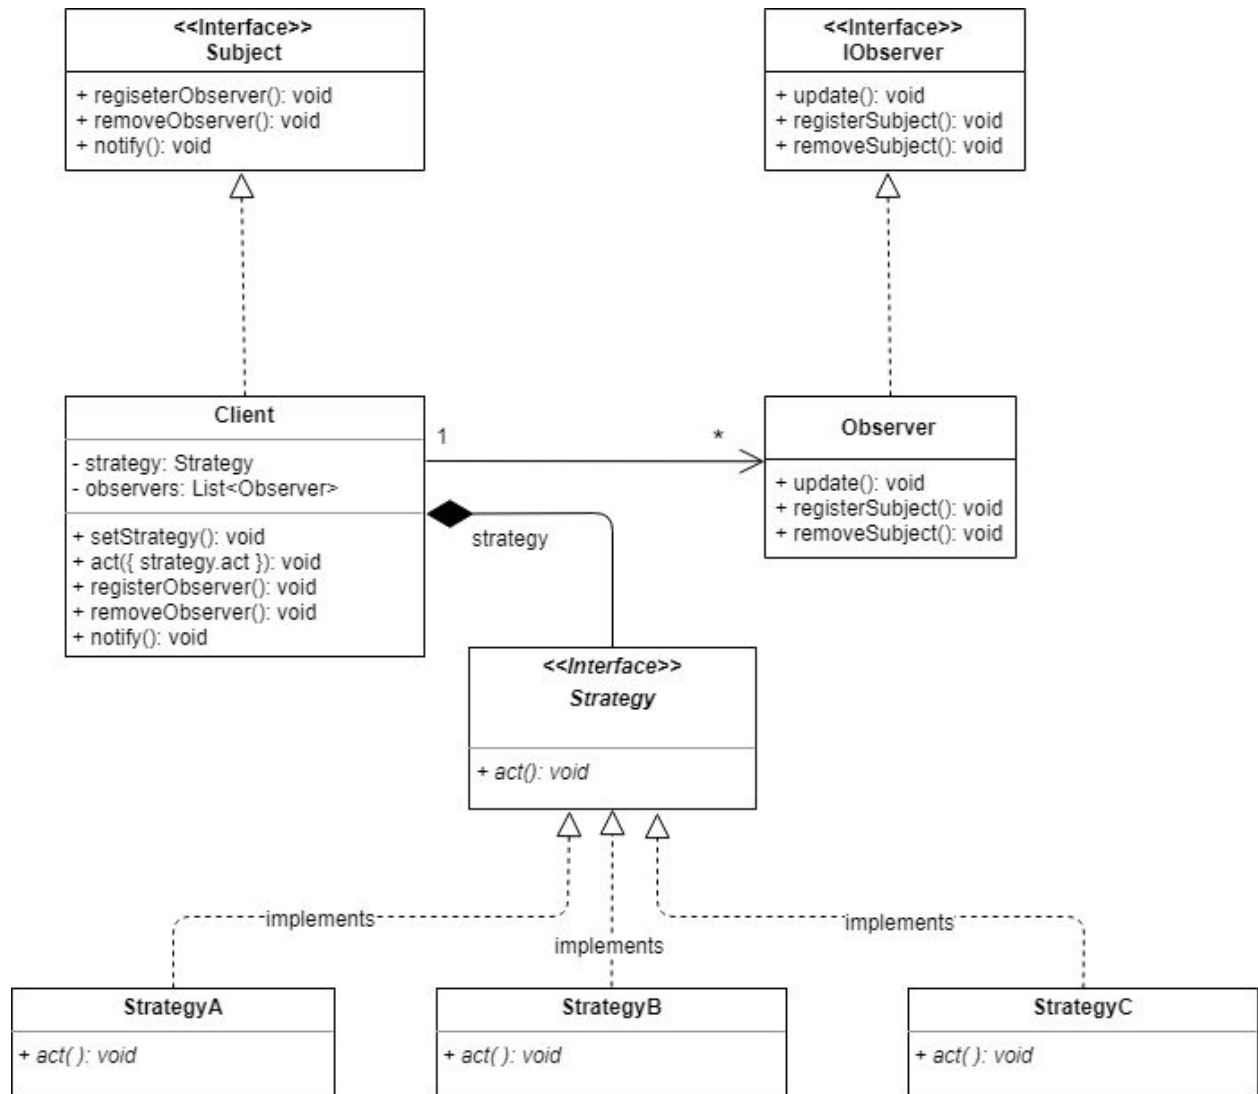 <<Interface>>
Subject
+ regiseterObserver(): void
+ removeObserver(): void
+ notify(): void
<<Interface>>
IObserver
+ update(): void
+ registerSubject(): void
+ removeSubject(): void
Client
- strategy: Strategy
- observers: List<Observer>
+ setStrategy(): void
+ act({ strategy.act }): void
+ registerObserver(): void
+ removeObserver(): void
+ notify(): void
1
*
Observer
+ update(): void
+ registerSubject(): void
+ removeSubject(): void
strategy
<<Interface>>
Strategy
+ act(): void
implements
implements
implements
StrategyA
+ act( ): void
StrategyB
+ act( ): void
StrategyC
+ act( ): void